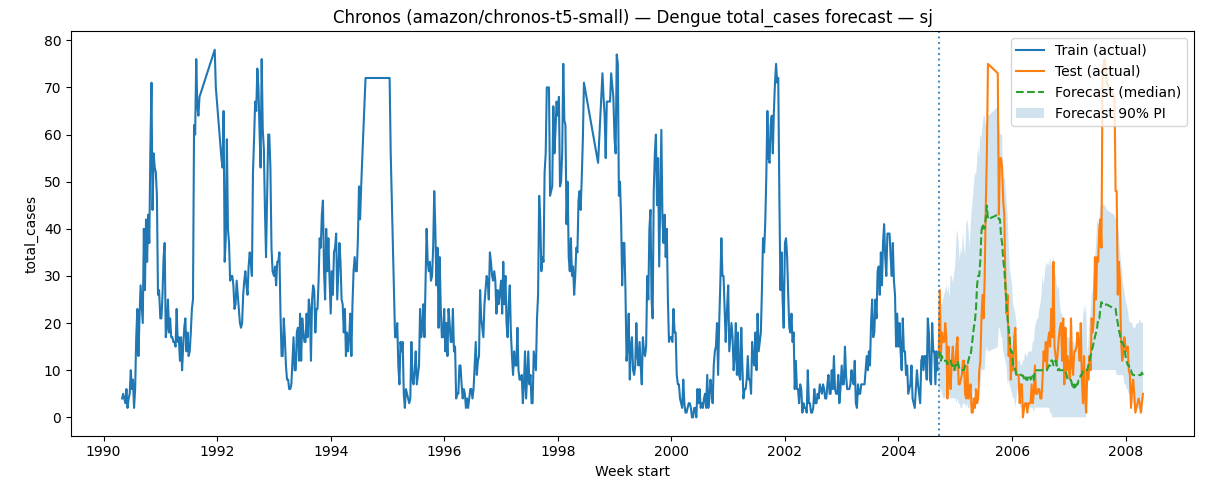 Chronos (amazon/chronos-t5-small) — Dengue total_cases forecast — sj
80
70
60
50
40
30
20
10
0
total_cases
Train (actual)
Test (actual)
Forecast (median)
Forecast 90% PI
1990
1992
1994
1996
1998
2000
2002
2004
2006
2008
Week start